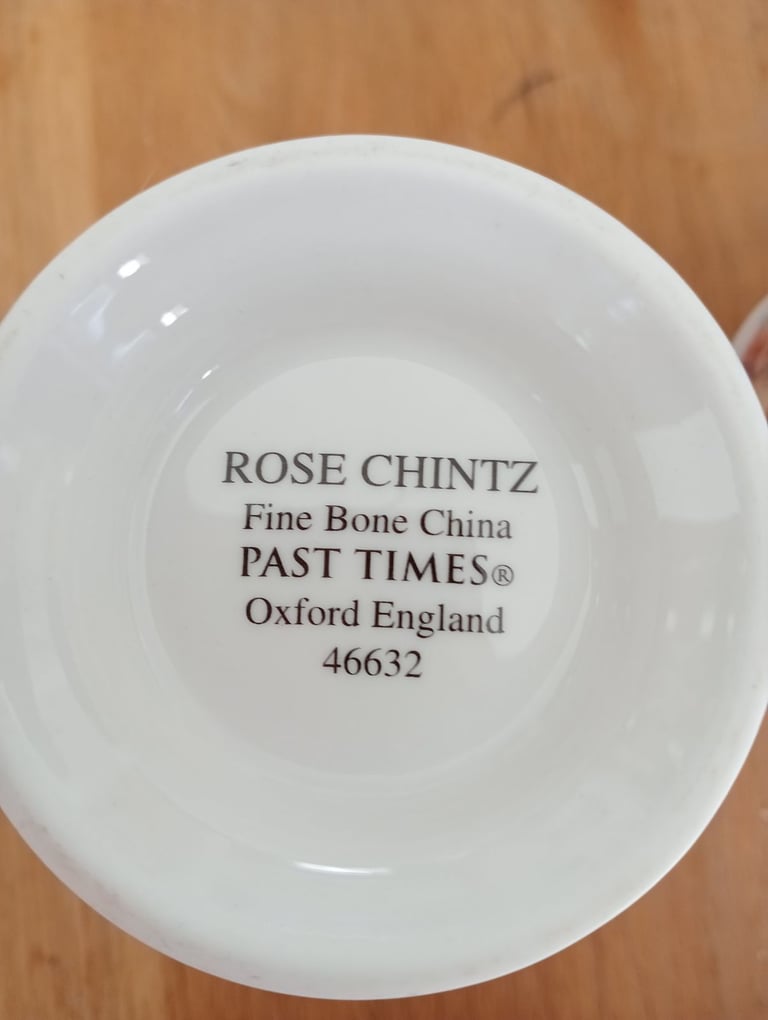 ROSE CHINTZ
Fine Bone China
PAST TIMES®
Oxford England
46632